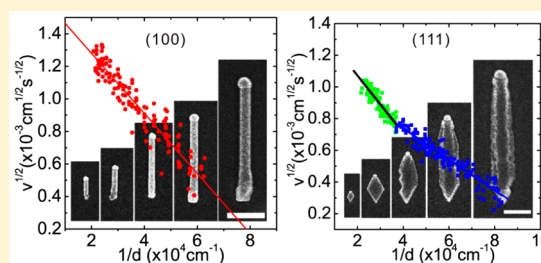 (100)
v^1/2 (x10^-3 cm^1/2 s^-1/2)
1.4
1.2
1.0
0.8
0.6
0.4
0.2
2 4 6 8
1/d (x10^4 cm^-1)
(111)
v^1/2 (x10^-3 cm^1/2 s^-1/2)
1.4
1.2
1.0
0.8
0.6
0.4
0.2
2 4 6 8 1
1/d (x10^4 cm^-1)